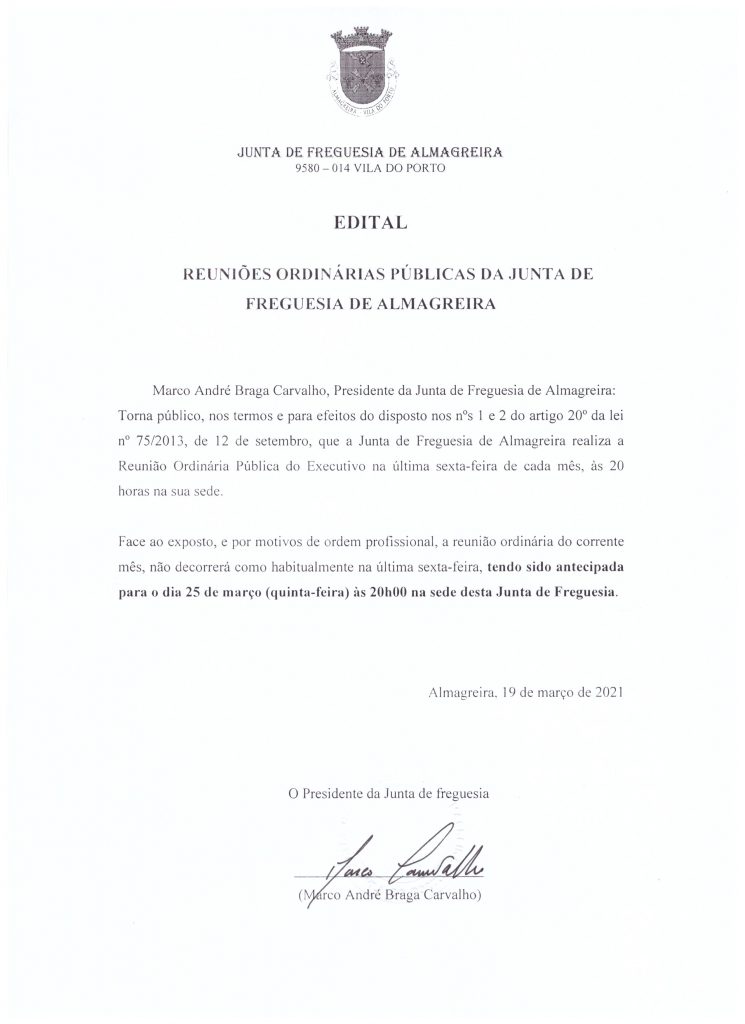 ALMAGREIRA - VILA DO PORTO
JUNTA DE FREGUESIA DE ALMAGREIRA
9580 – 014 VILA DO PORTO
EDITAL
REUNIÕES ORDINÁRIAS PÚBLICAS DA JUNTA DE
FREGUESIA DE ALMAGREIRA
Marco André Braga Carvalho, Presidente da Junta de Freguesia de Almagreira:
Torna público, nos termos e para efeitos do disposto nos nºs 1 e 2 do artigo 20º da lei
nº 75/2013, de 12 de setembro, que a Junta de Freguesia de Almagreira realiza a
Reunião Ordinária Pública do Executivo na última sexta-feira de cada mês, às 20
horas na sua sede.
Face ao exposto, e por motivos de ordem profissional, a reunião ordinária do corrente
mês, não decorrerá como habitualmente na última sexta-feira, tendo sido antecipada
para o dia 25 de março (quinta-feira) às 20h00 na sede desta Junta de Freguesia.
Almagreira, 19 de março de 2021
O Presidente da Junta de freguesia
Marco Carvalho
(Marco André Braga Carvalho)